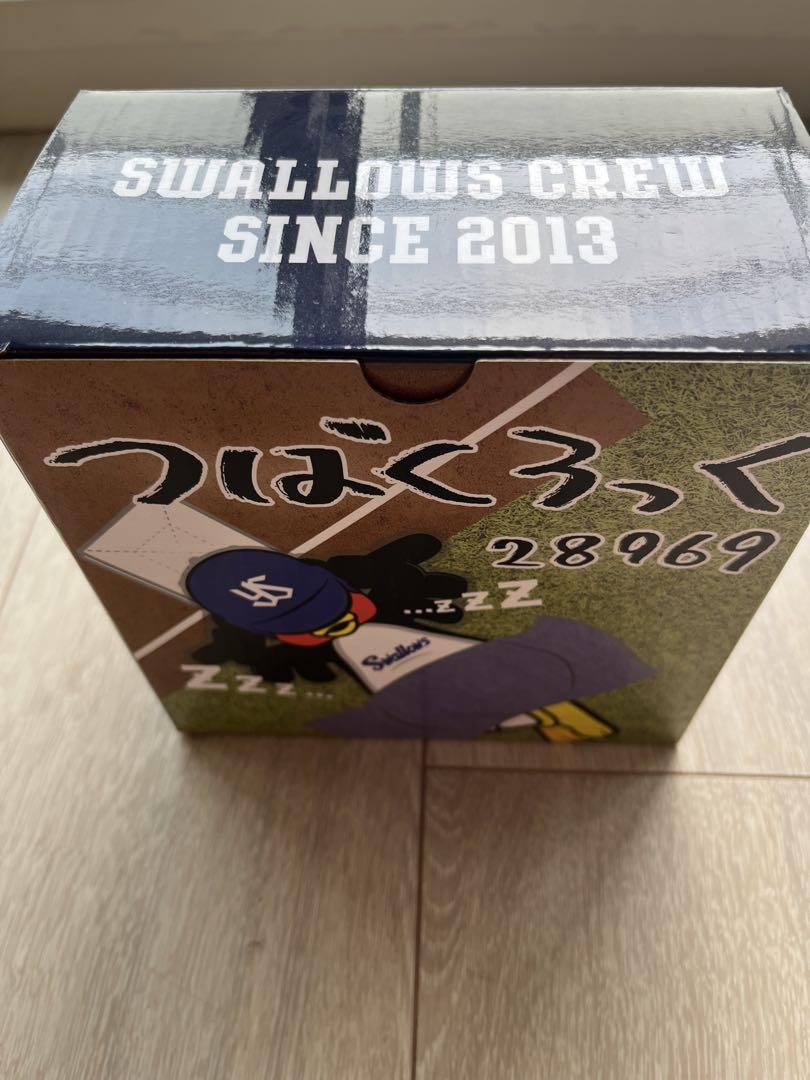 SWALLOWS CREW
SINCE 2013
つばくろっく
28969
...zzZ
Swallows
Zzz...